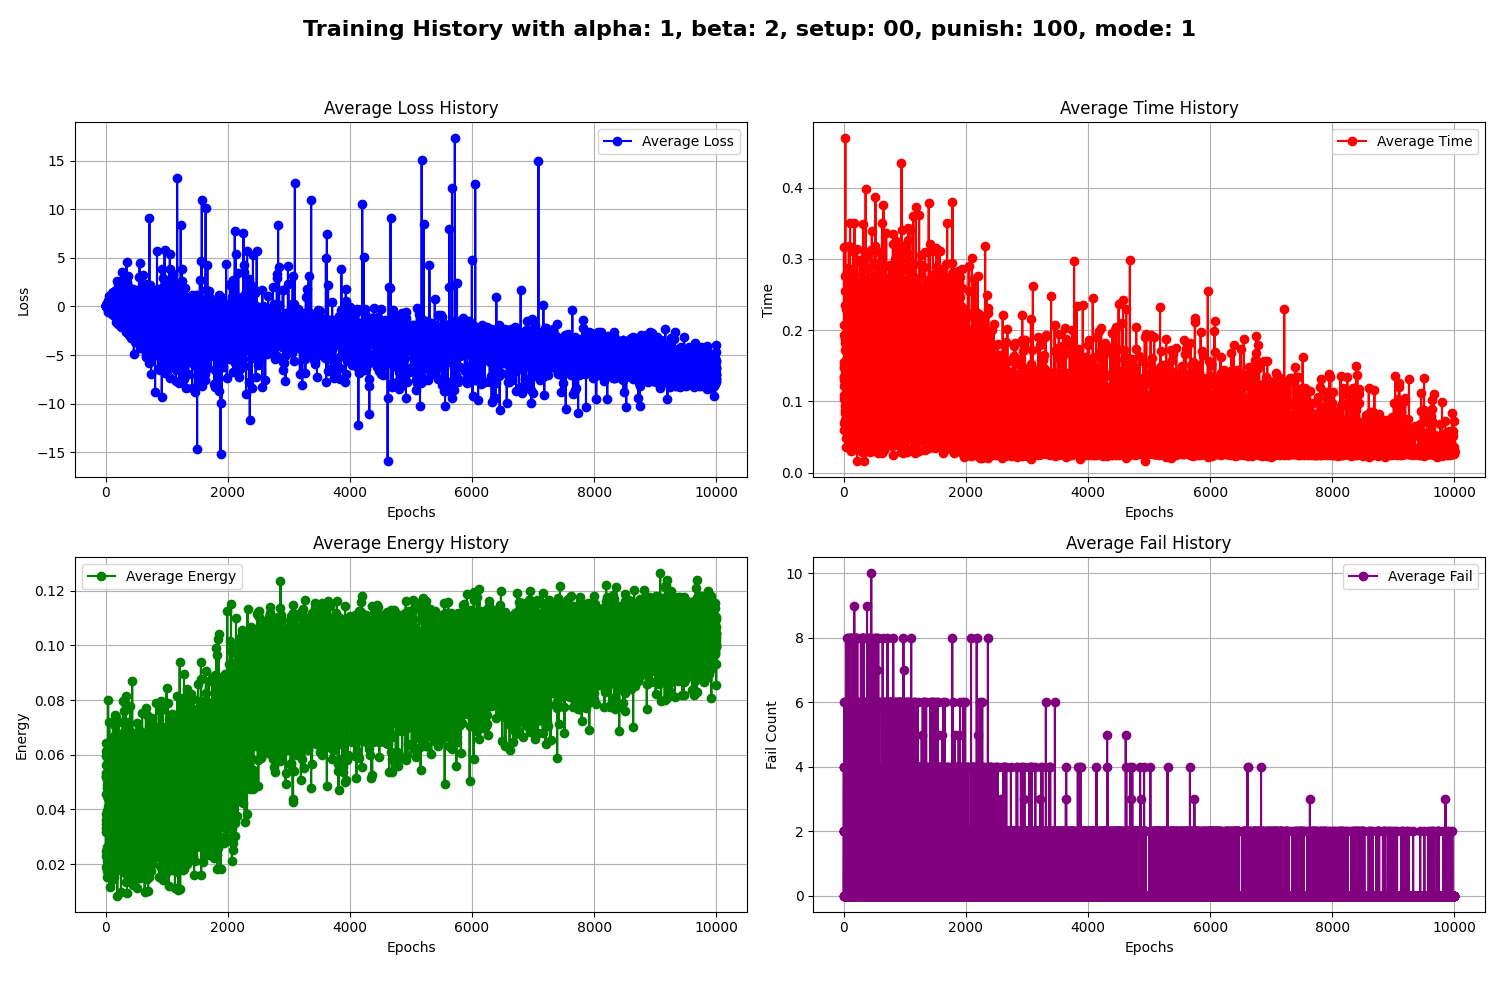 Training History with alpha: 1, beta: 2, setup: 00, punish: 100, mode: 1
Average Loss History
Average Loss
15
10
5
0
−5
−10
−15
Loss
0 2000 4000 6000 8000 10000
Epochs
Average Time History
Average Time
0.4
0.3
0.2
0.1
0.0
Time
0 2000 4000 6000 8000 10000
Epochs
Average Energy History
Average Energy
0.12
0.10
0.08
0.06
0.04
0.02
Energy
0 2000 4000 6000 8000 10000
Epochs
Average Fail History
Average Fail
10
8
6
4
2
0
Fail Count
0 2000 4000 6000 8000 10000
Epochs